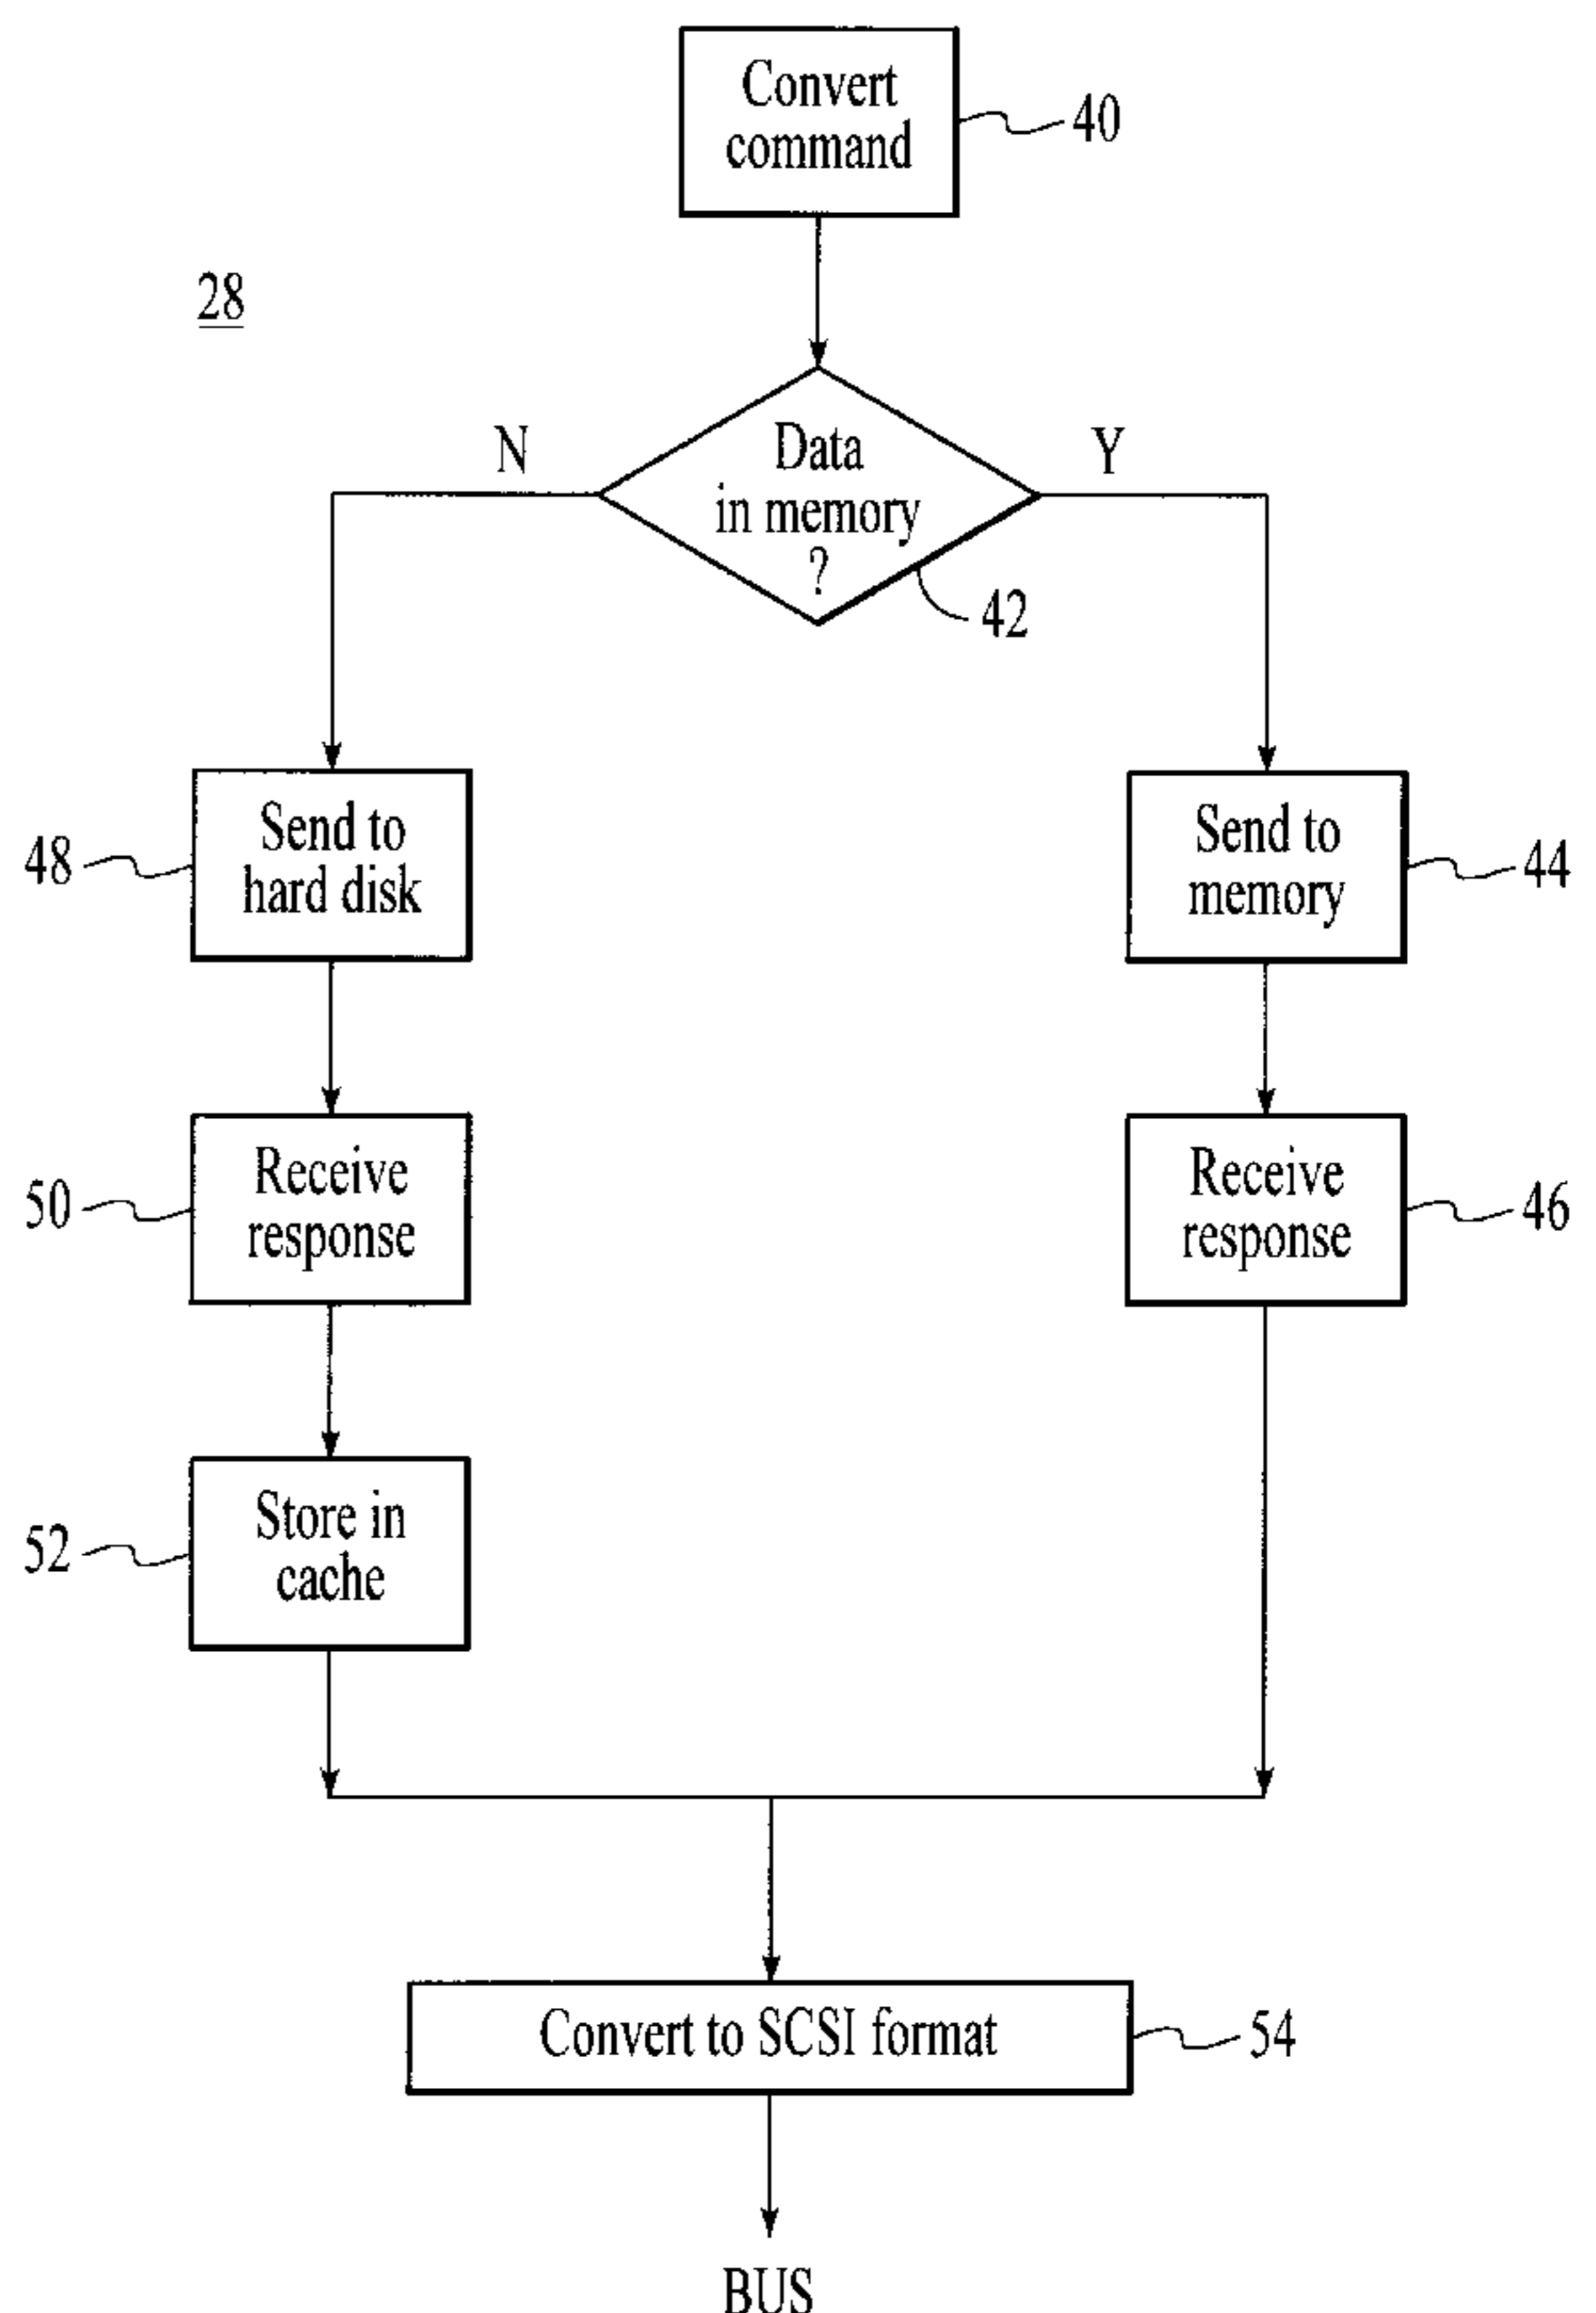 Convert
command
40
28
N
Data
in memory
?
Y
42
Send to
hard disk
48
Send to
memory
44
Receive
response
50
Receive
response
46
Store in
cache
52
Convert to SCSI format
54
BUS